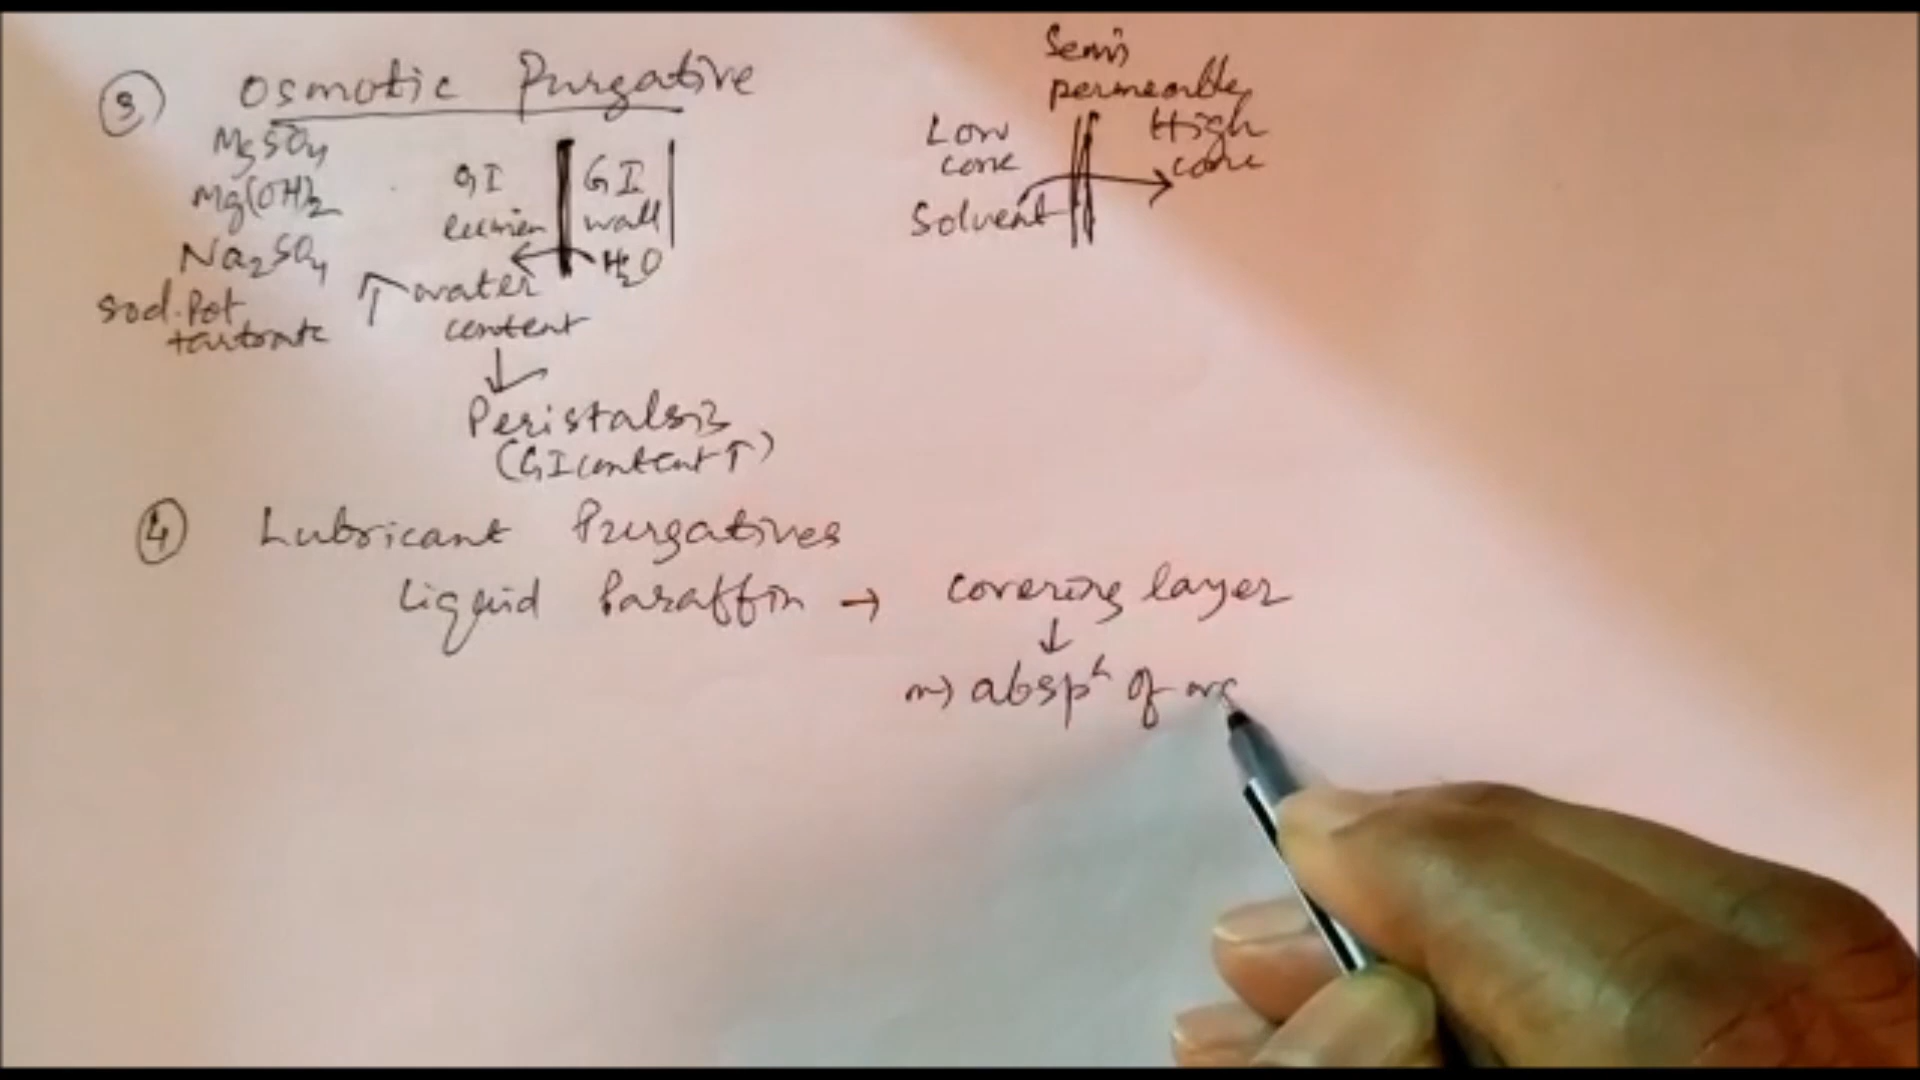 ③ Osmotic Purgative
MgSO4
Mg(OH)2
Na2SO4
Sod. Pot
tartrate
GI
lumen
GI
wall
H2O
↑ water
content
↓
Peristalsis
(GI content ↑)
Semi
permeable
Low
conc
Solvent
High
conc
④ Lubricant Purgatives
Liquid Paraffin → Covering layer
↓
abspⁿ of